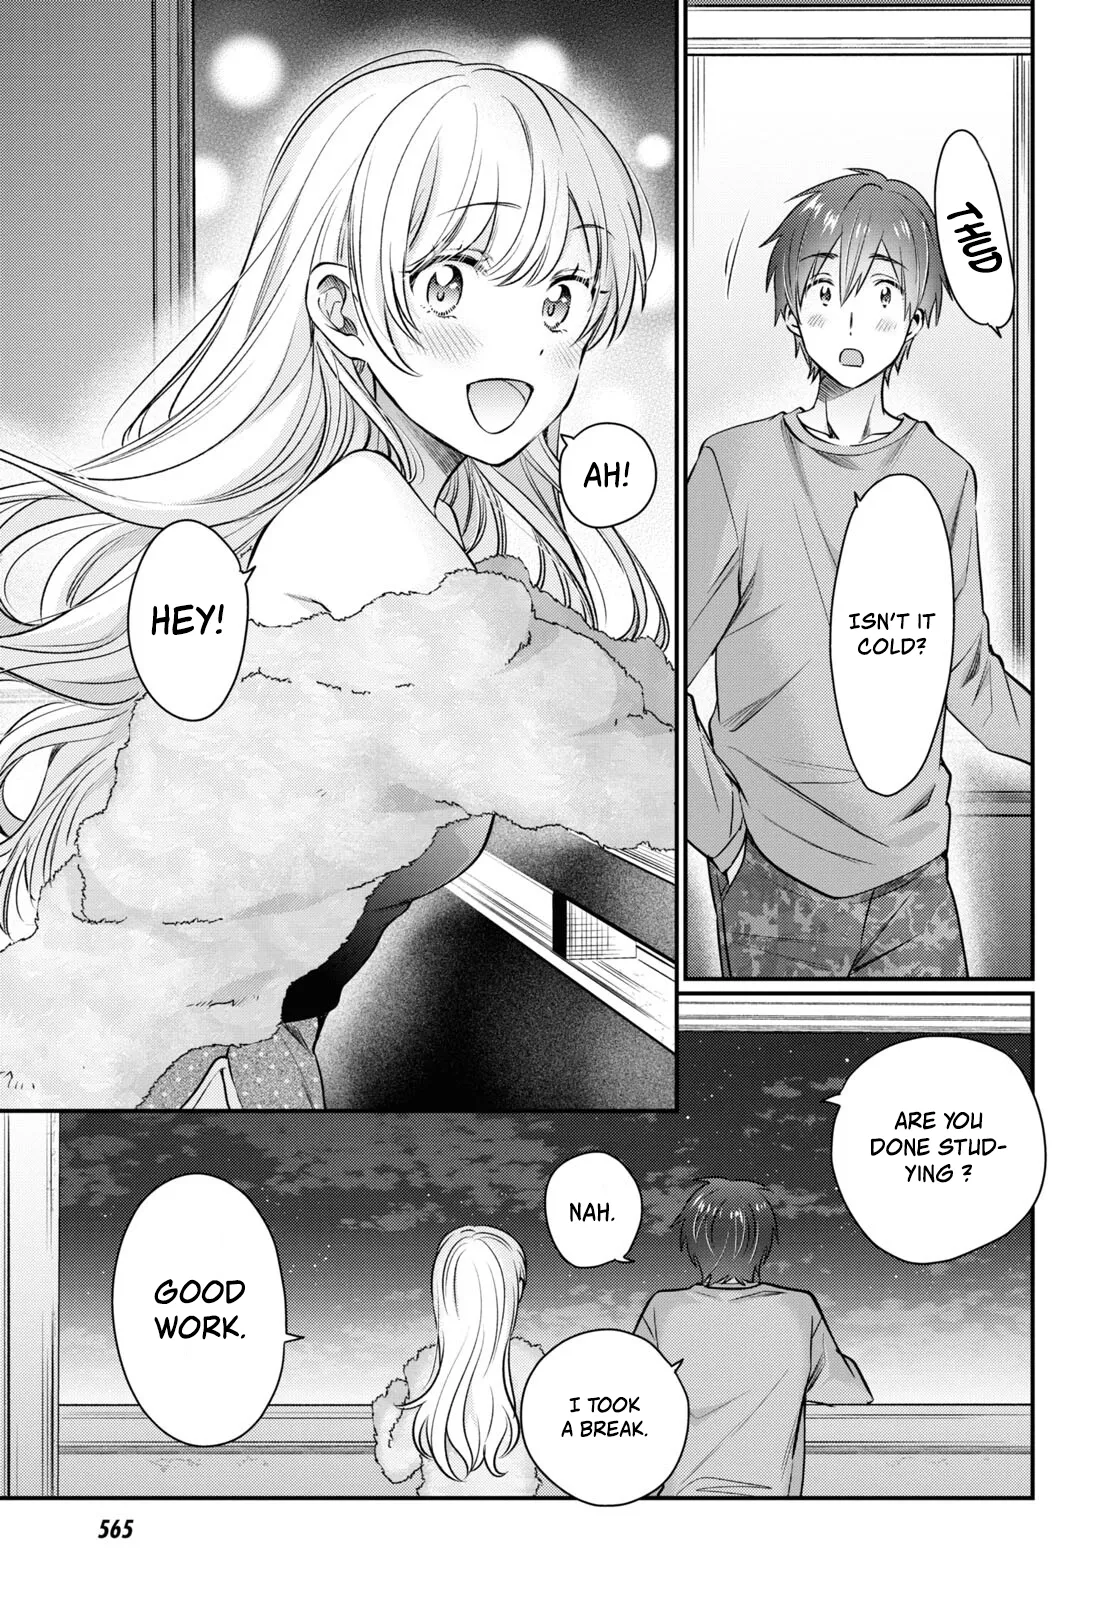 THUD
ISN'T IT
COLD?
AH!
HEY!
ARE YOU
DONE STUD-
YING ?
NAH.
I TOOK
A BREAK.
GOOD
WORK.
565